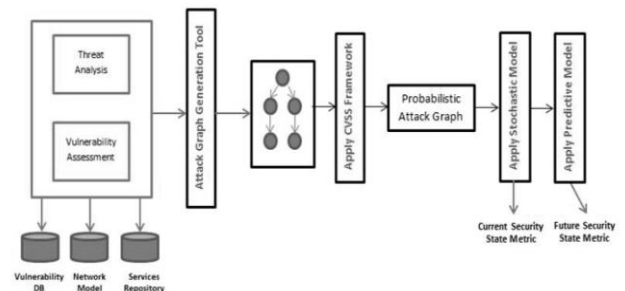 Threat
Analysis
Vulnerability
Assessment
Vulnerability
DB
Network
Model
Services
Repository
Attack Graph Generation Tool
Apply CVSS Framework
Probabilistic
Attack Graph
Apply Stochastic Model
Apply Predictive Model
Current Security
State Metric
Future Security
State Metric